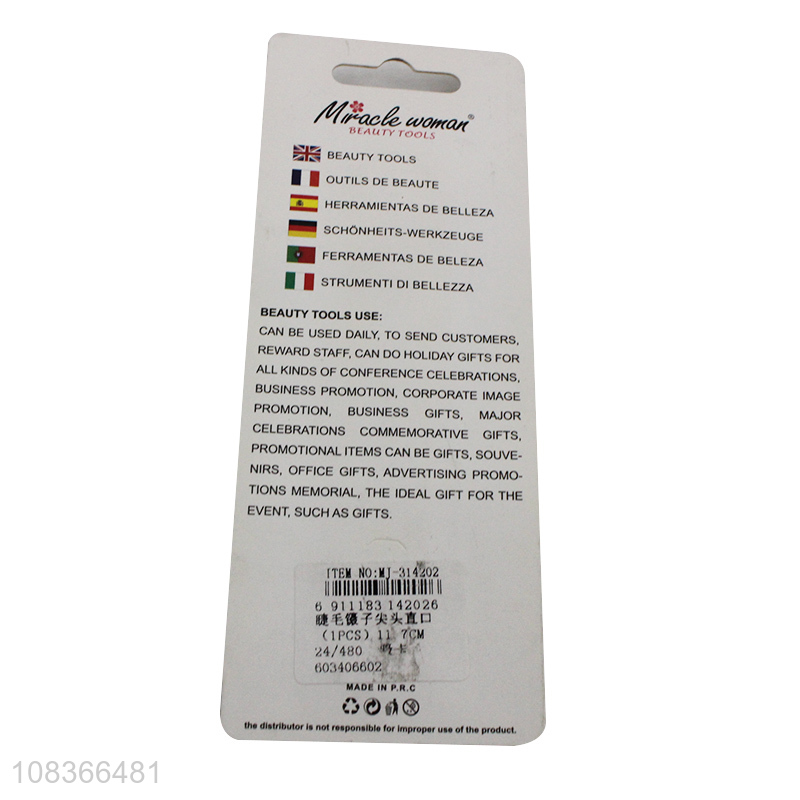 Miracle woman®
BEAUTY TOOLS
BEAUTY TOOLS
OUTILS DE BEAUTE
HERRAMIENTAS DE BELLEZA
SCHÖNHEITS-WERKZEUGE
FERRAMENTAS DE BELEZA
STRUMENTI DI BELLEZZA
BEAUTY TOOLS USE:
CAN BE USED DAILY, TO SEND CUSTOMERS,
REWARD STAFF, CAN DO HOLIDAY GIFTS FOR
ALL KINDS OF CONFERENCE CELEBRATIONS,
BUSINESS PROMOTION, CORPORATE IMAGE
PROMOTION, BUSINESS GIFTS, MAJOR
CELEBRATIONS COMMEMORATIVE GIFTS,
PROMOTIONAL ITEMS CAN BE GIFTS, SOUVE-
NIRS, OFFICE GIFTS, ADVERTISING PROMO-
TIONS MEMORIAL, THE IDEAL GIFT FOR THE
EVENT, SUCH AS GIFTS.
ITEM NO:MJ-314202
6 911183 142026
睫毛镊子尖头直口
(1PCS) 11.7CM
24/480
603406602
MADE IN P.R.C
the distributor is not responsible for improper use of the product.
108366481